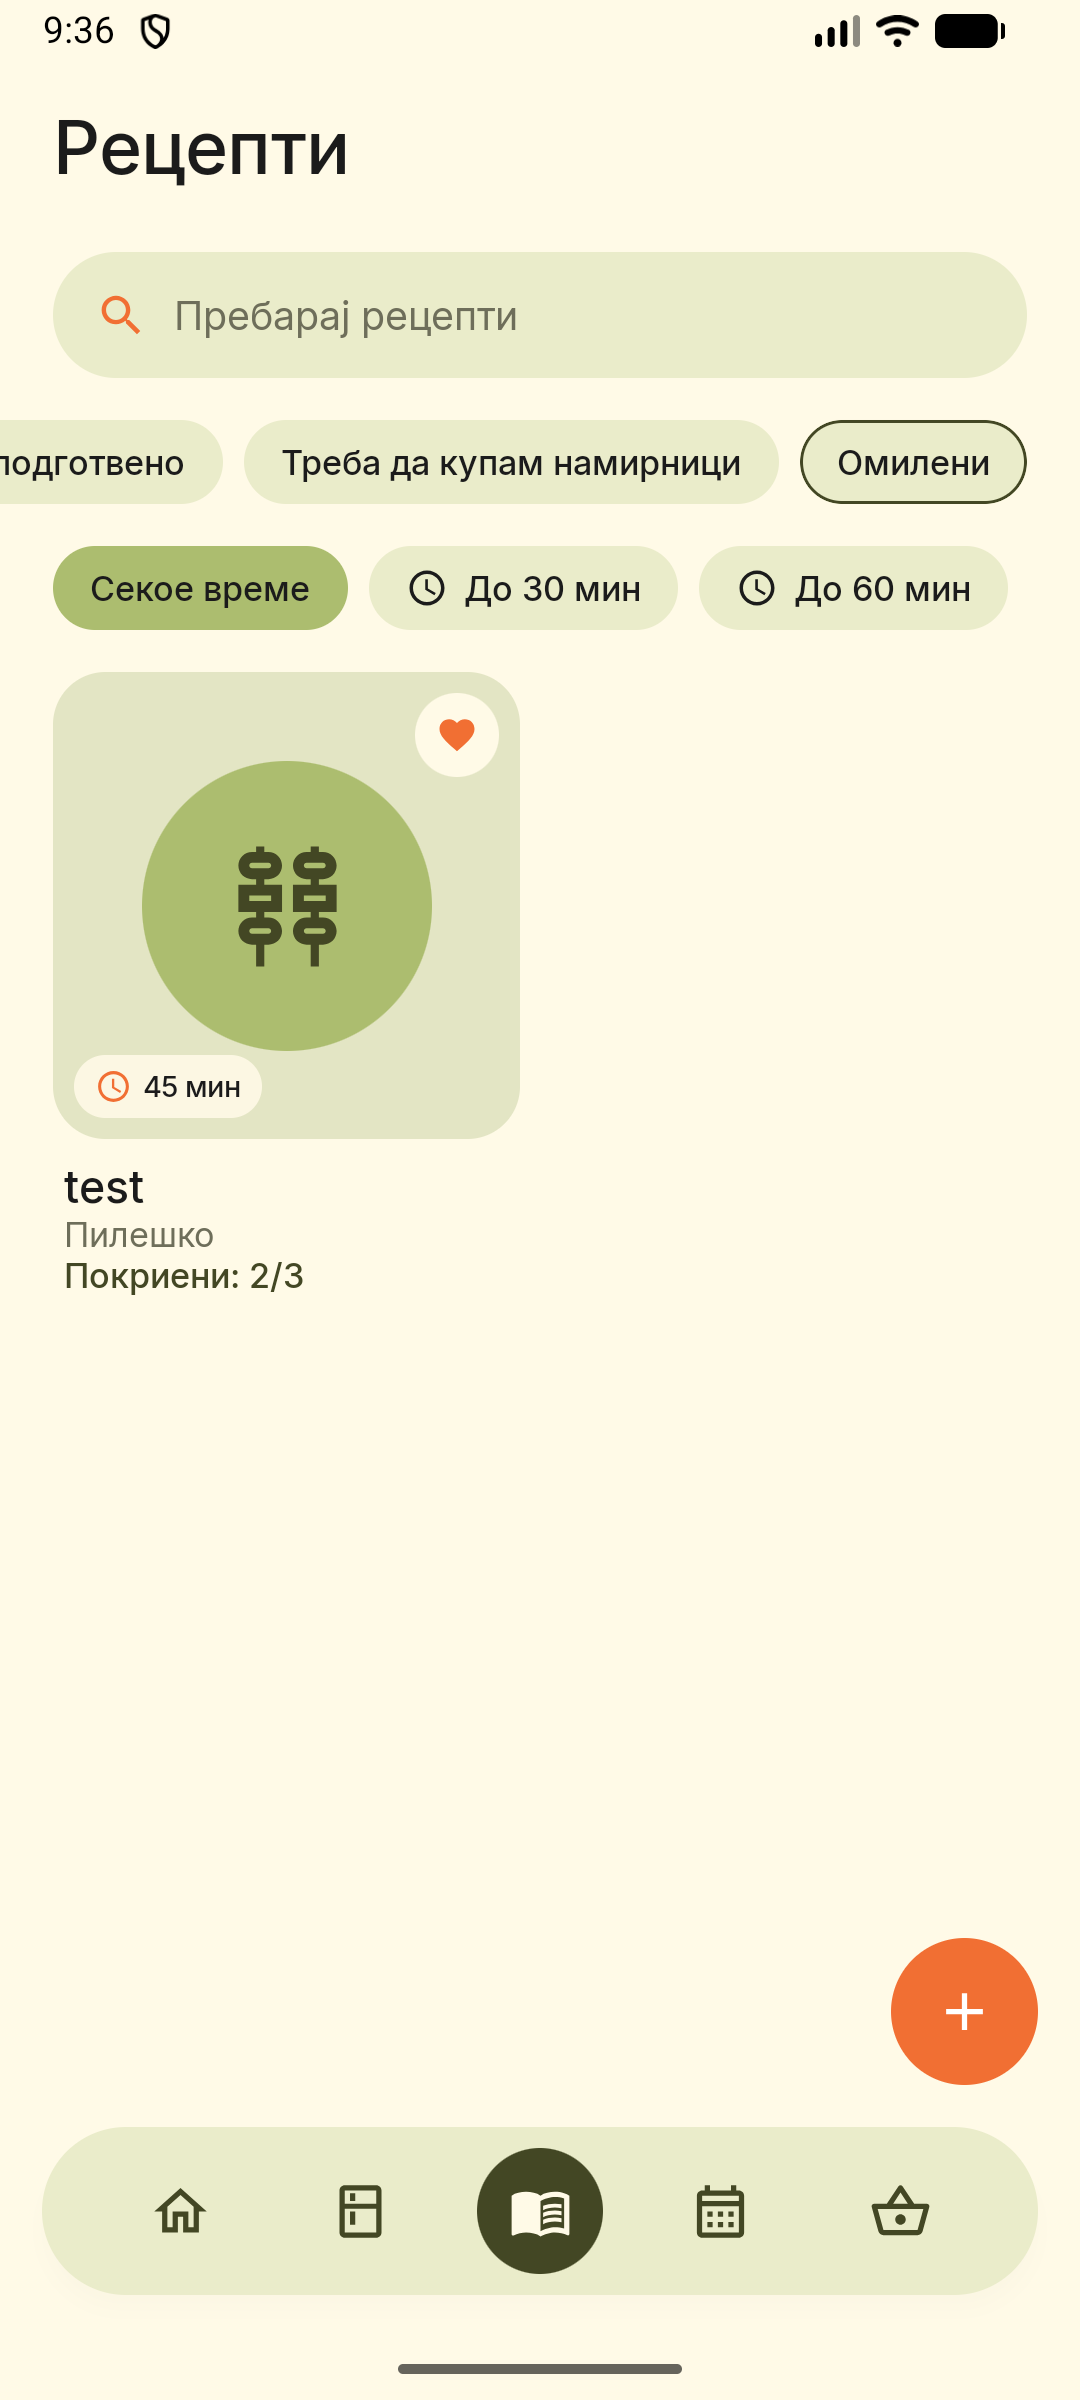 9:36
Рецепти
Пребарај рецепти
подготвено Треба да купам намирници Омилени
Секое време До 30 мин До 60 мин
45 мин
test
Пилешко
Покриени: 2/3